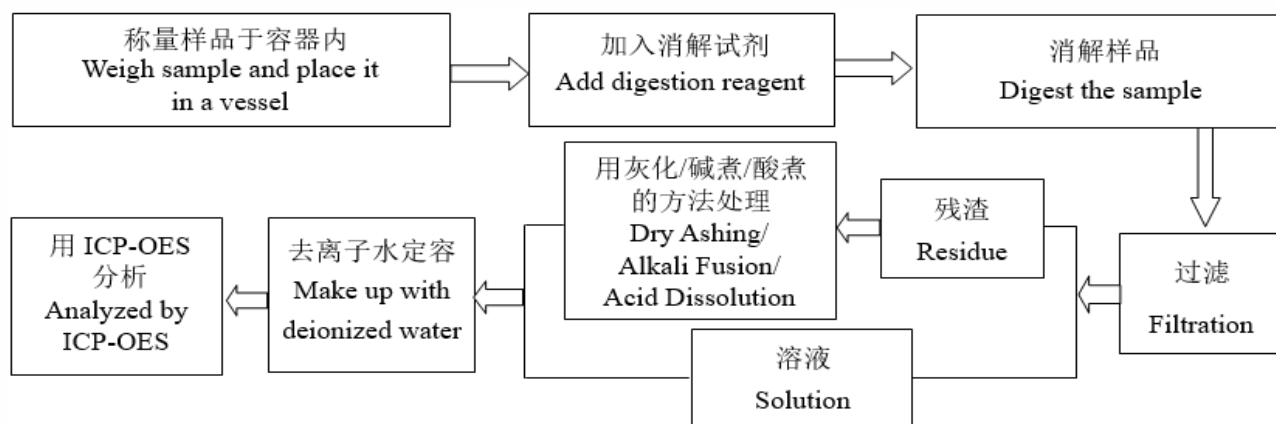 称量样品于容器内
Weigh sample and place it
in a vessel
加入消解试剂
Add digestion reagent
消解样品
Digest the sample
过滤
Filtration
残渣
Residue
用灰化/碱煮/酸煮
的方法处理
Dry Ashing/
Alkali Fusion/
Acid Dissolution
溶液
Solution
去离子水定容
Make up with
deionized water
用 ICP-OES
分析
Analyzed by
ICP-OES